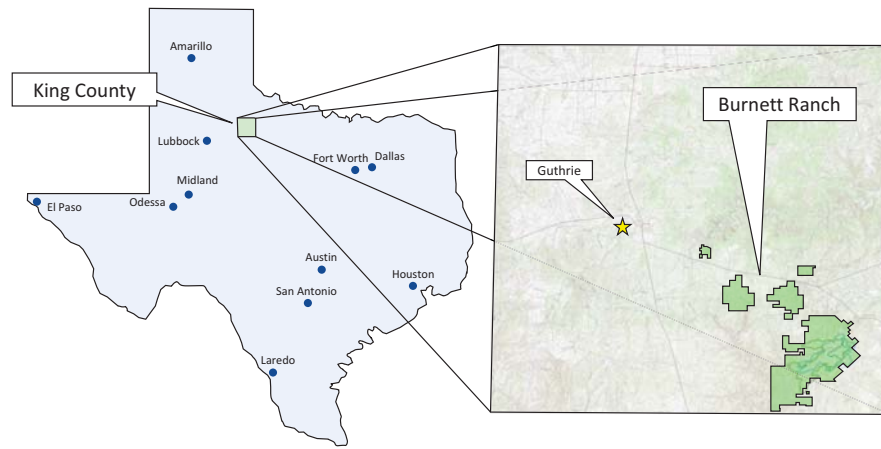 Amarillo
King County
Lubbock
Fort Worth
Dallas
Midland
Odessa
El Paso
Austin
Houston
San Antonio
Laredo
Burnett Ranch
Guthrie